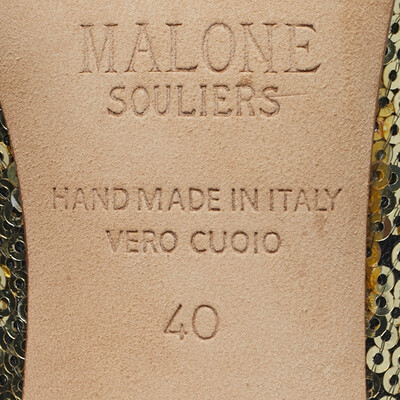 MALONE
SOULIERS
HAND MADE IN ITALY
VERO CUOIO
40